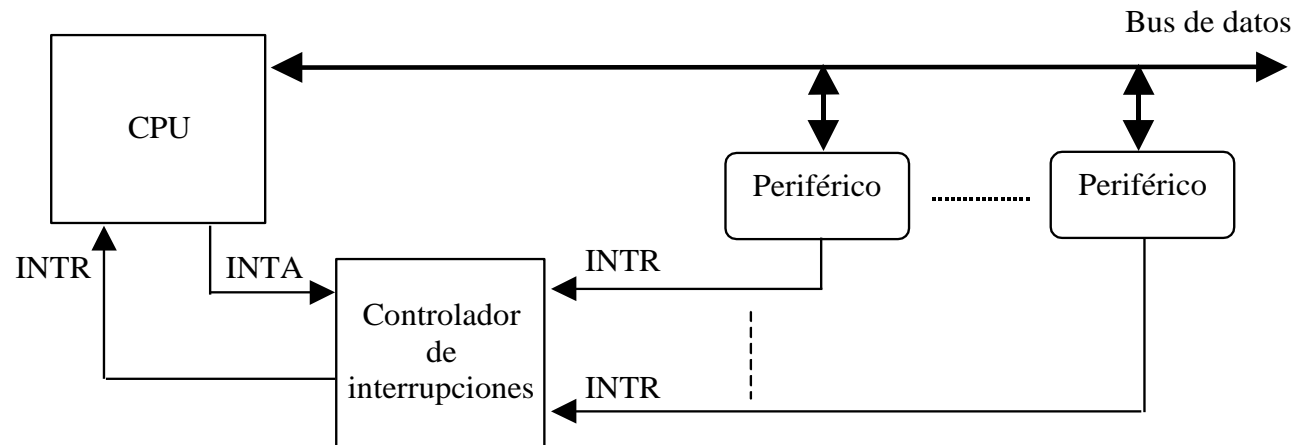 Bus de datos
CPU
Periférico
Periférico
INTR
INTA
INTR
Controlador
de
interrupciones
INTR